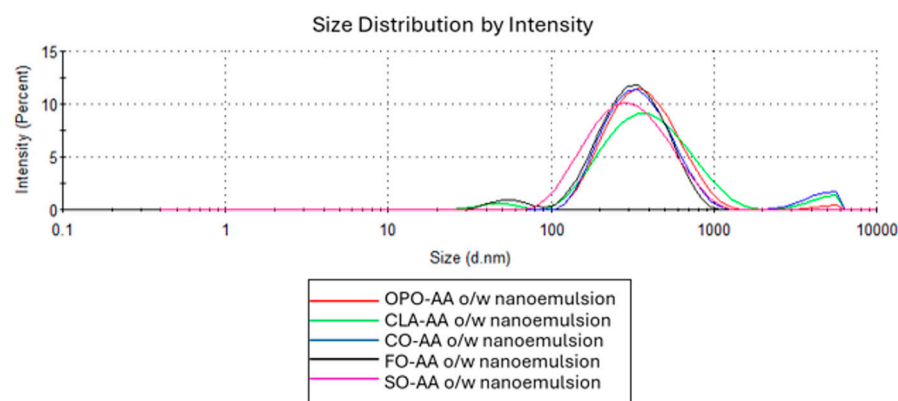 Size Distribution by Intensity
Intensity (Percent)
15
10
5
0
0.1 1 10 100 1000 10000
Size (d.nm)
OPO-AA o/w nanoemulsion
CLA-AA o/w nanoemulsion
CO-AA o/w nanoemulsion
FO-AA o/w nanoemulsion
SO-AA o/w nanoemulsion